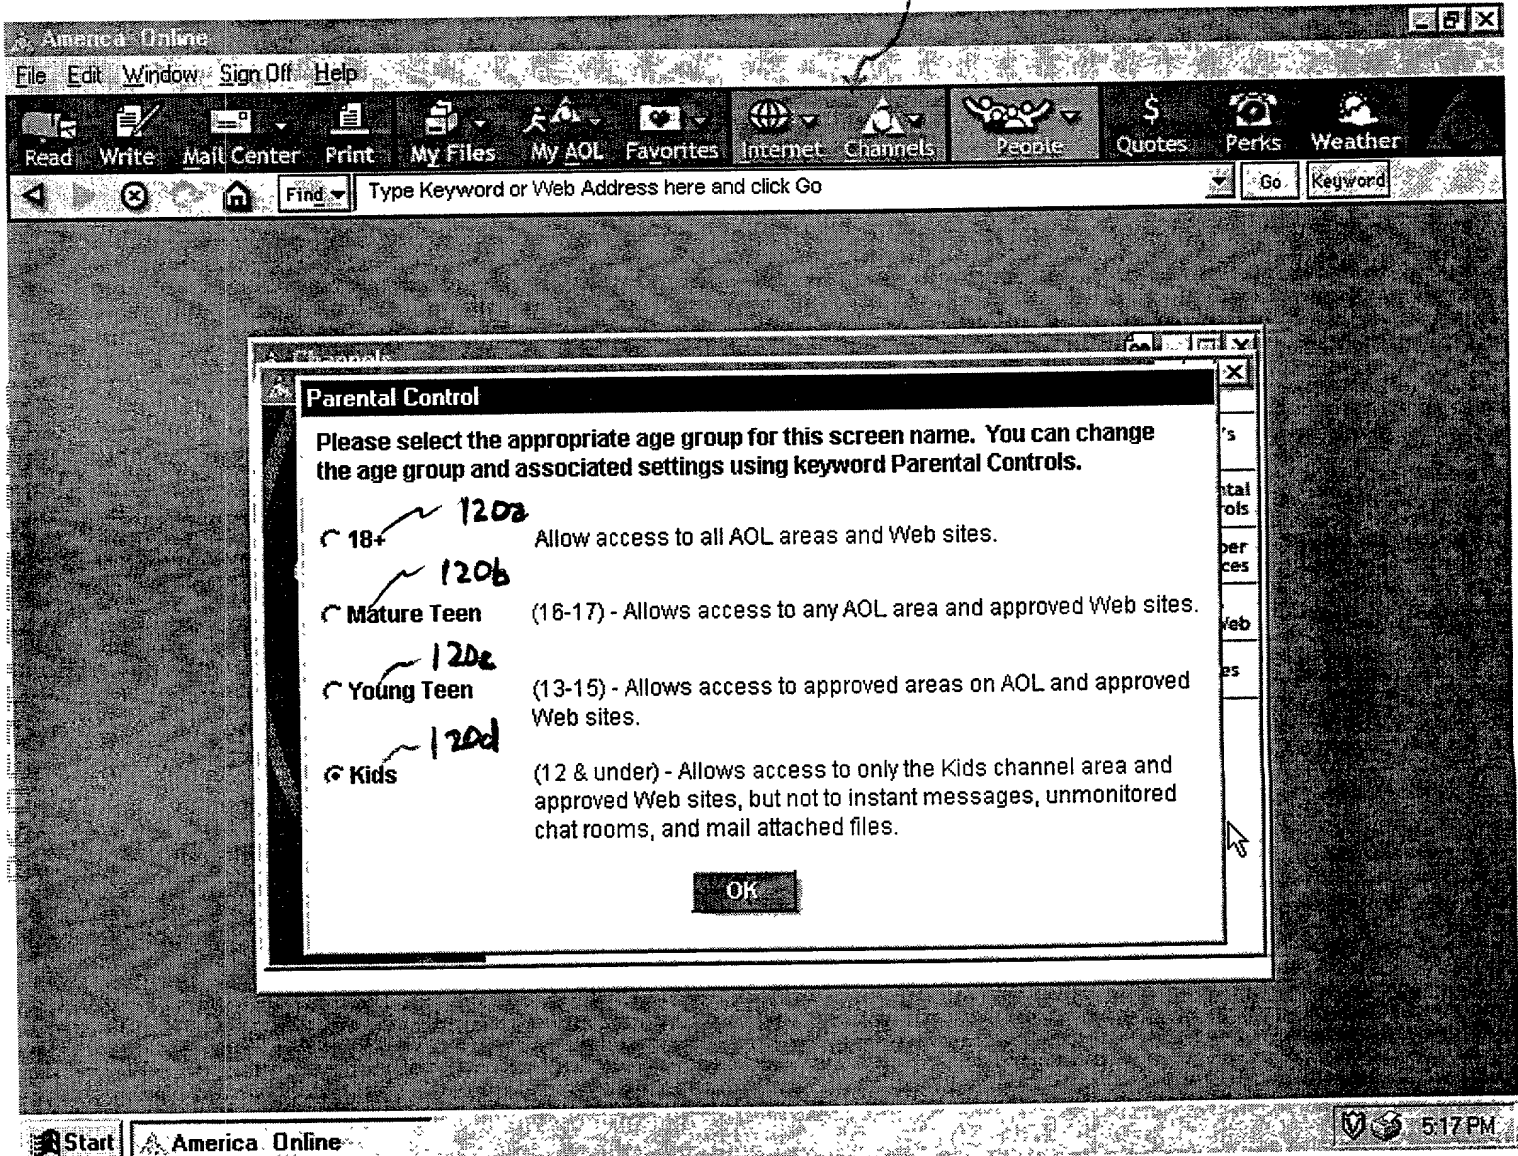 America Online
File Edit Window Sign Off Help
Read Write Mail Center Print My Files My AOL Favorites Internet Channels People Quotes Perks Weather
Find Type Keyword or Web Address here and click Go Go Keyword
Channels
Parental Control
Please select the appropriate age group for this screen name. You can change
the age group and associated settings using keyword Parental Controls.
120a
18+ Allow access to all AOL areas and Web sites.
120b
Mature Teen (16-17) - Allows access to any AOL area and approved Web sites.
120c
Young Teen (13-15) - Allows access to approved areas on AOL and approved
Web sites.
120d
Kids (12 & under) - Allows access to only the Kids channel area and
approved Web sites, but not to instant messages, unmonitored
chat rooms, and mail attached files.
OK
's
ntal
rols
ber
ces
Web
es
Start America Online 5:17 PM